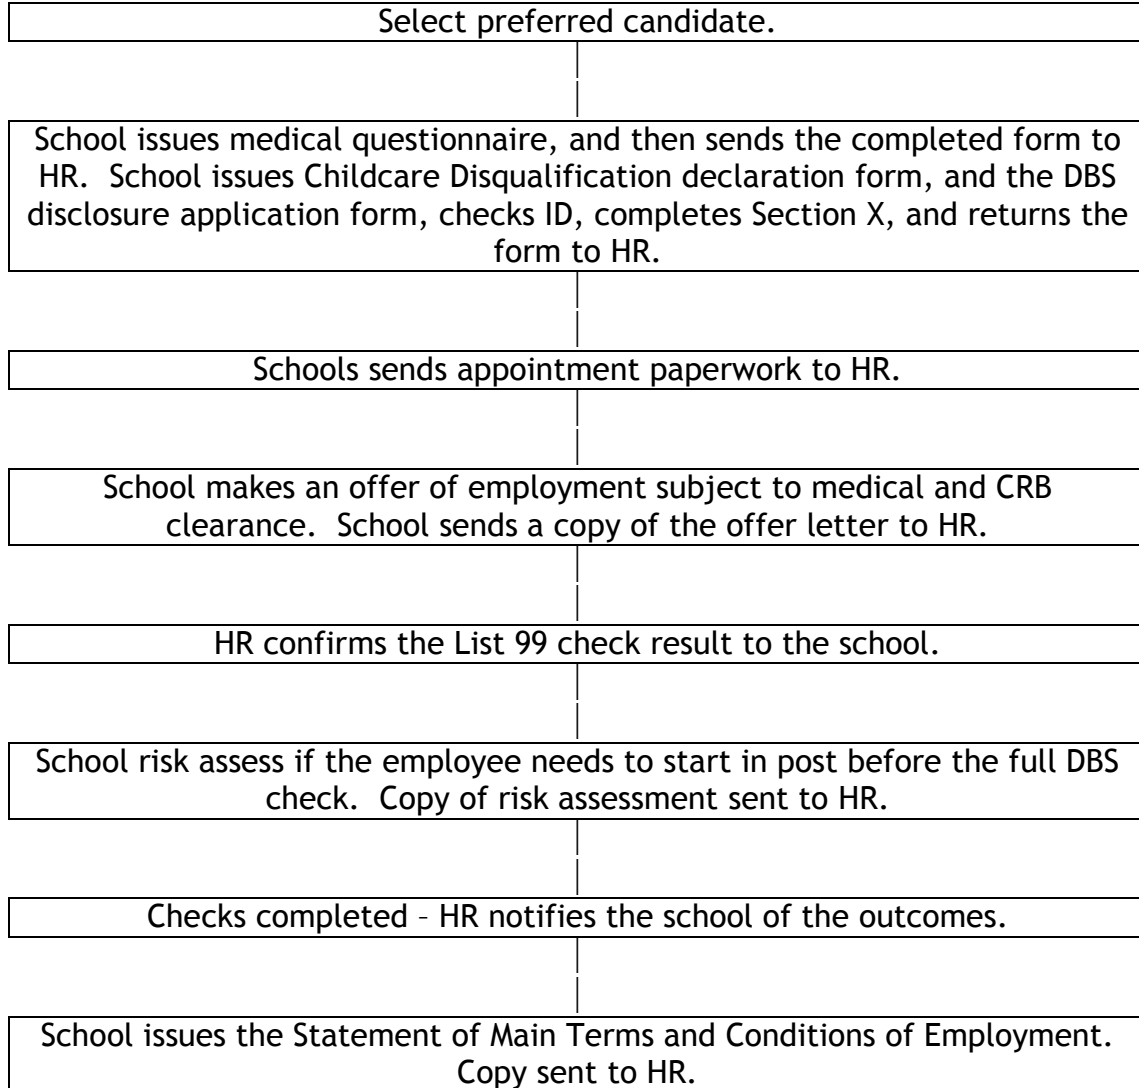 Select preferred candidate.
School issues medical questionnaire, and then sends the completed form to
HR. School issues Childcare Disqualification declaration form, and the DBS
disclosure application form, checks ID, completes Section X, and returns the
form to HR.
Schools sends appointment paperwork to HR.
School makes an offer of employment subject to medical and CRB
clearance. School sends a copy of the offer letter to HR.
HR confirms the List 99 check result to the school.
School risk assess if the employee needs to start in post before the full DBS
check. Copy of risk assessment sent to HR.
Checks completed – HR notifies the school of the outcomes.
School issues the Statement of Main Terms and Conditions of Employment.
Copy sent to HR.